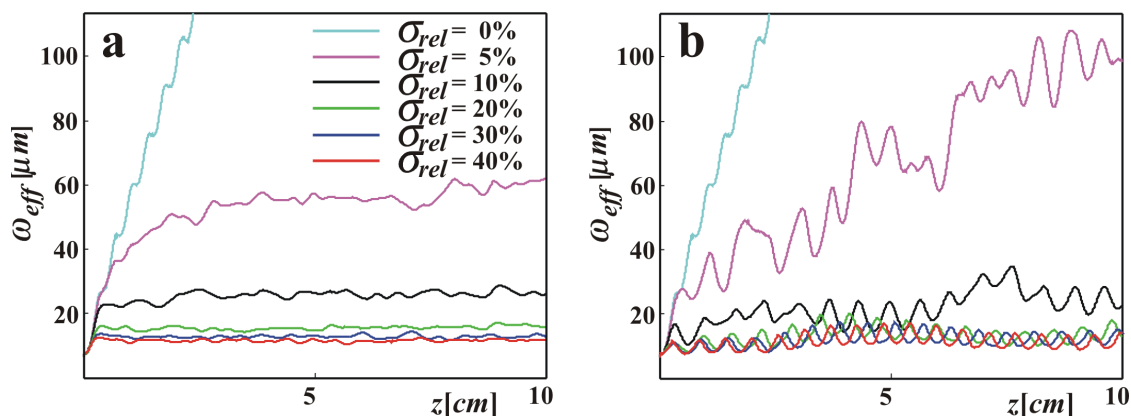 a
σrel = 0%
σrel = 5%
σrel = 10%
σrel = 20%
σrel = 30%
σrel = 40%
100
80
60
40
20
ωeff [μm]
5
10
z[cm]
b
100
80
60
40
20
ωeff [μm]
5
10
z[cm]